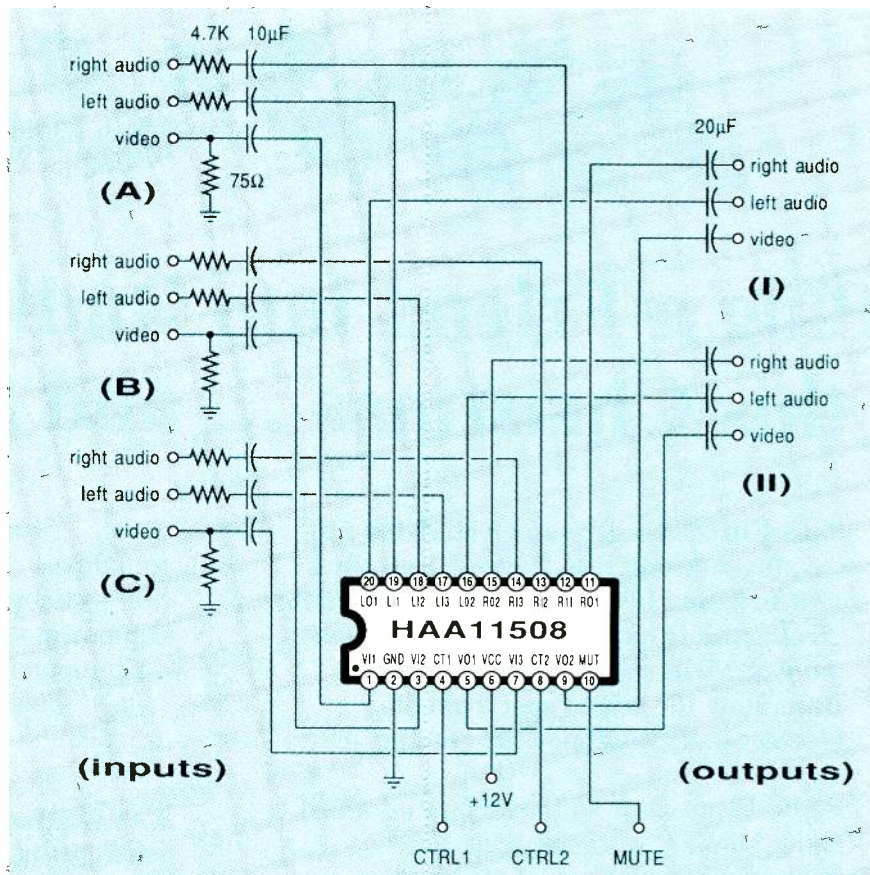 4.7K 10µF
right audio
left audio
video
75Ω
(A)
right audio
left audio
video
(B)
right audio
left audio
video
(C)
20µF
right audio
left audio
video
(I)
right audio
left audio
video
(II)
20 19 18 17 16 15 14 13 12 11
LO1 LI1 LI2 LI3 LO2 RO2 RI3 RI2 R1I RO1
HAA11508
VI1 GND VI2 CT1 VO1 VCC VI3 CT2 VO2 MUT
1 2 3 4 5 6 7 8 9 10
(inputs)
(outputs)
+12V
CTRL1 CTRL2 MUTE